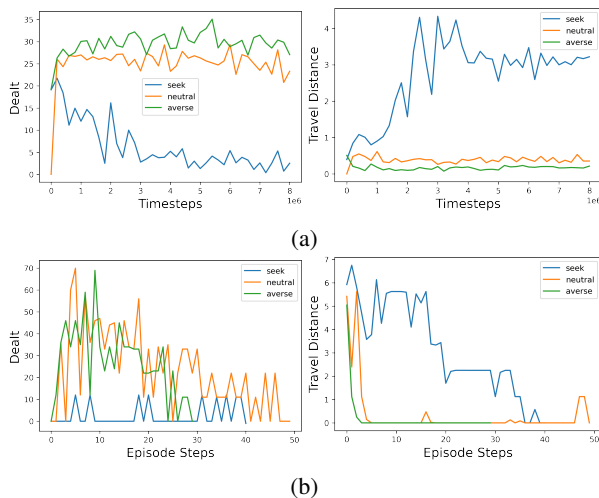 35
30
25
20
15
10
5
0
Dealt
seek
neutral
averse
0 1 2 3 4 5 6 7 8
1e6
Timesteps
4
3
2
1
0
Travel Distance
seek
neutral
averse
0 1 2 3 4 5 6 7 8
1e6
Timesteps
(a)
70
60
50
40
30
20
10
0
Dealt
seek
neutral
averse
0 10 20 30 40 50
Episode Steps
7
6
5
4
3
2
1
0
Travel Distance
seek
neutral
averse
0 10 20 30 40 50
Episode Steps
(b)